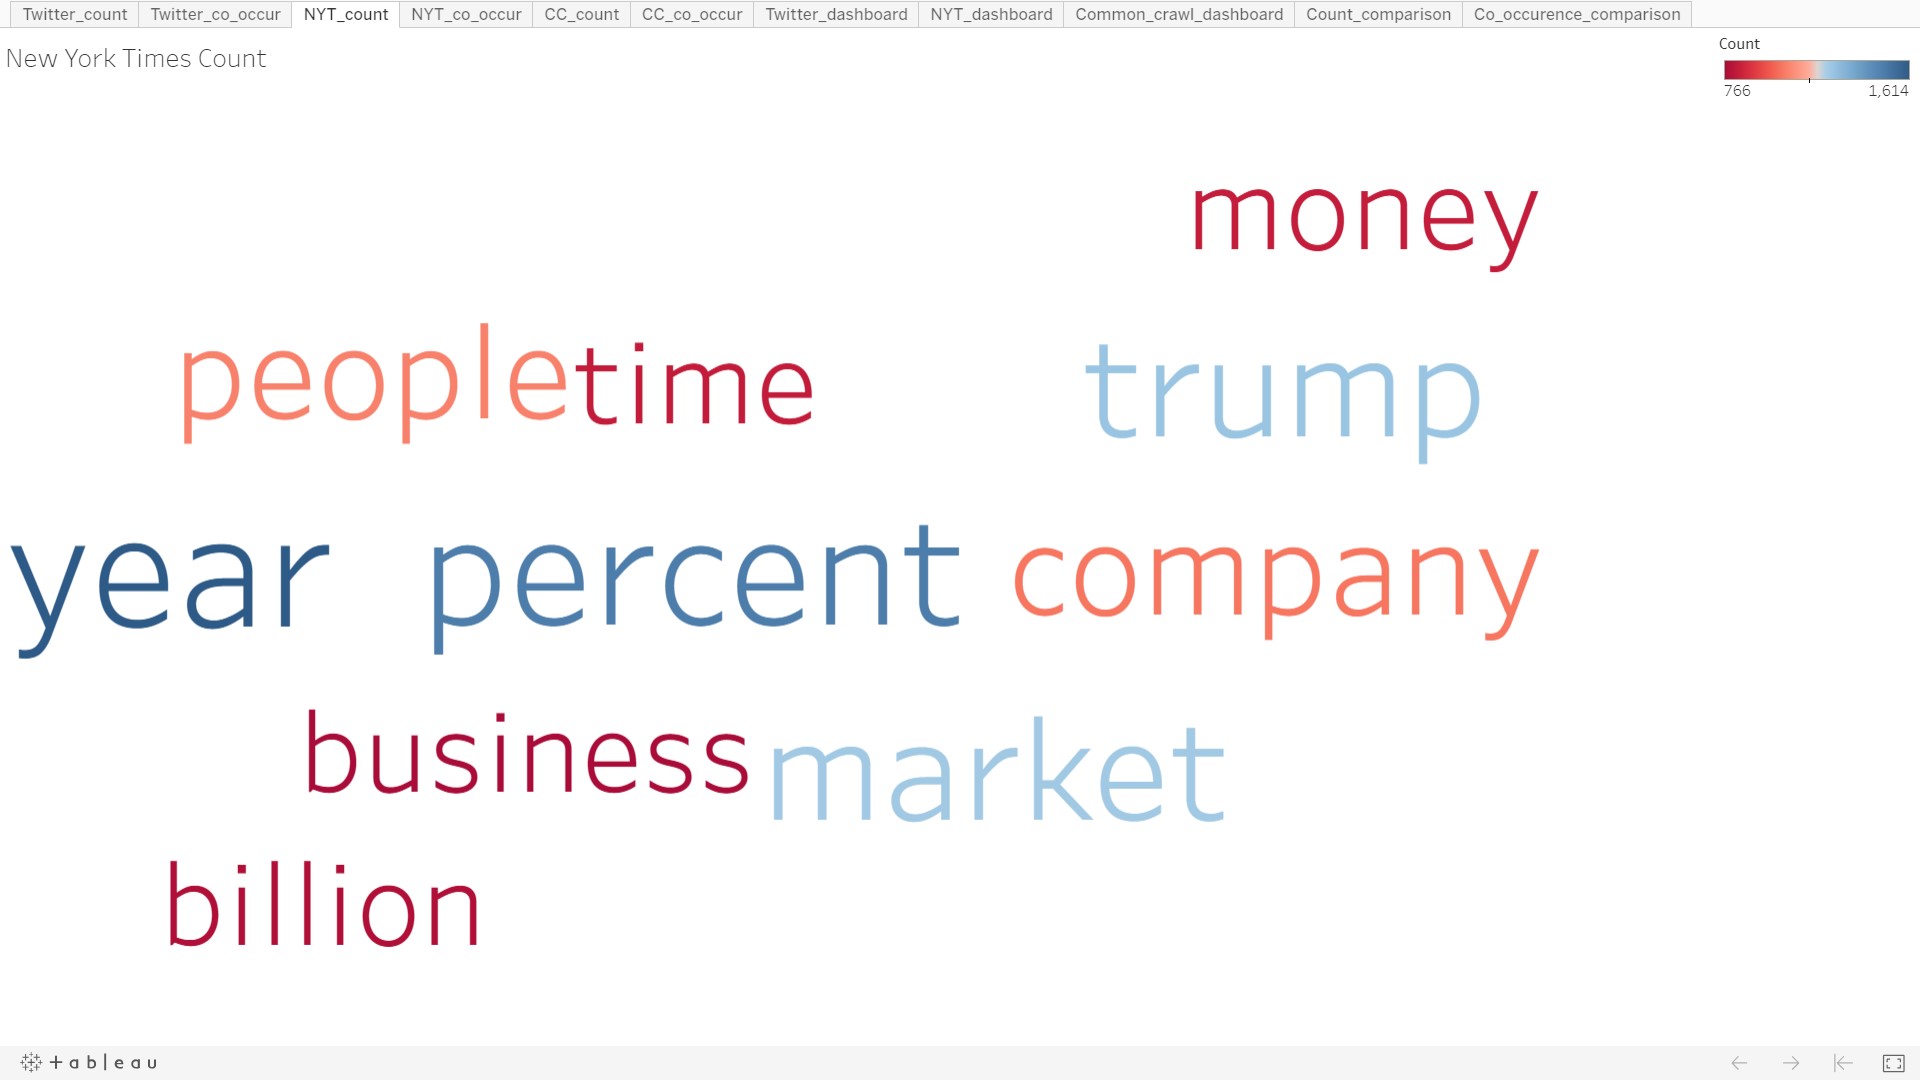 Twitter_count Twitter_co_occur NYT_count NYT_co_occur CC_count CC_co_occur Twitter_dashboard NYT_dashboard Common_crawl_dashboard Count_comparison Co_occurence_comparison
New York Times Count
Count
766 1,614
money
people time trump
year percent company
business market
billion
+ a b | e a u